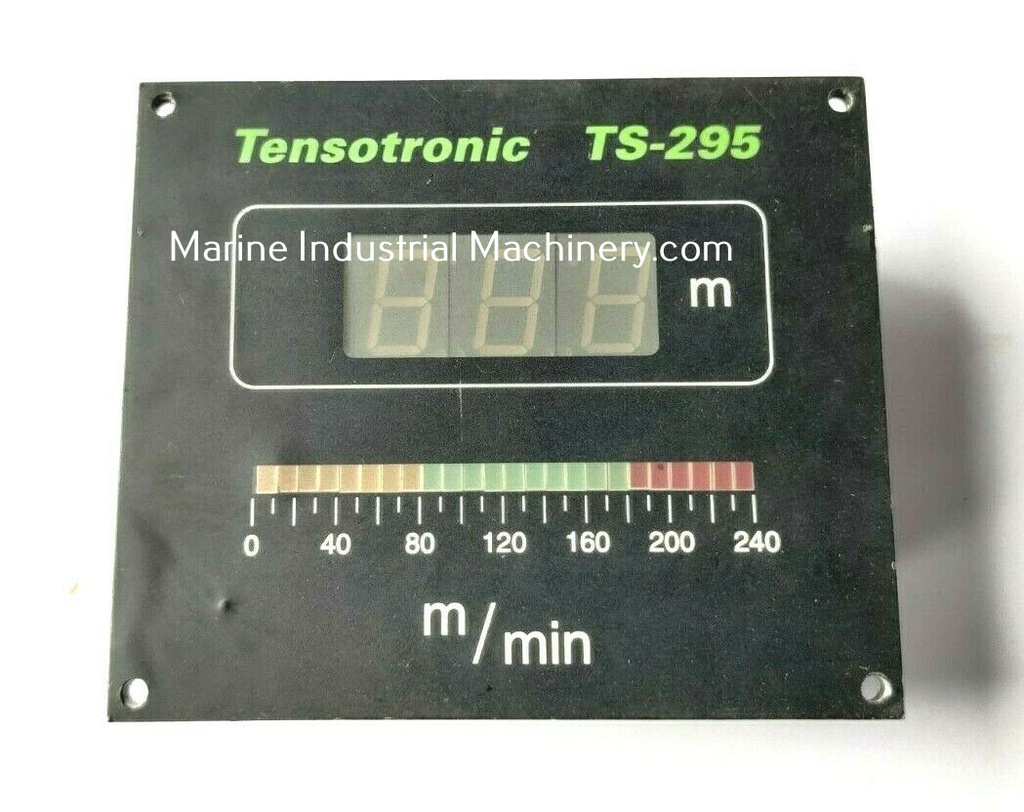 Tensotronic TS-295
Marine Industrial Machinery.com
m
0 40 80 120 160 200 240
m/min